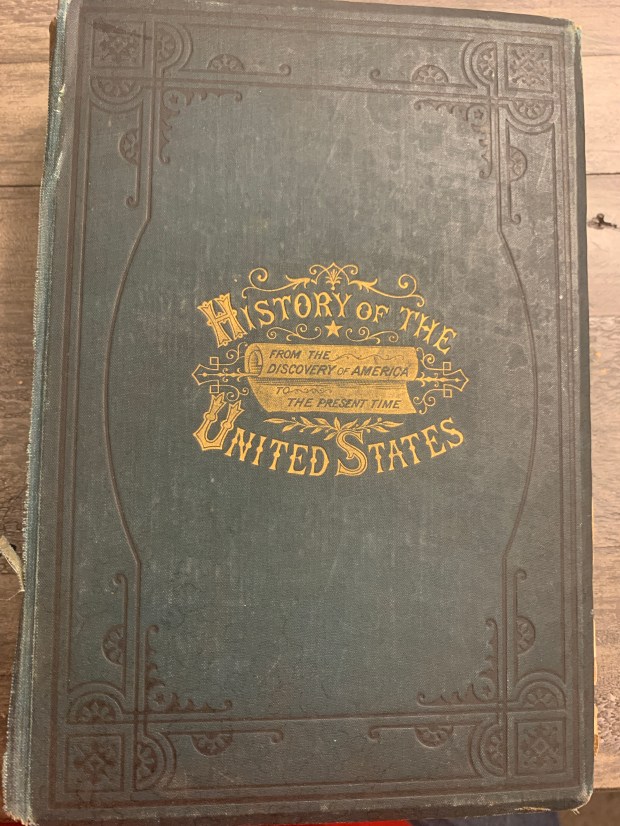 HISTORY OF THE
FROM THE
DISCOVERY OF AMERICA
TO
THE PRESENT TIME
UNITED STATES